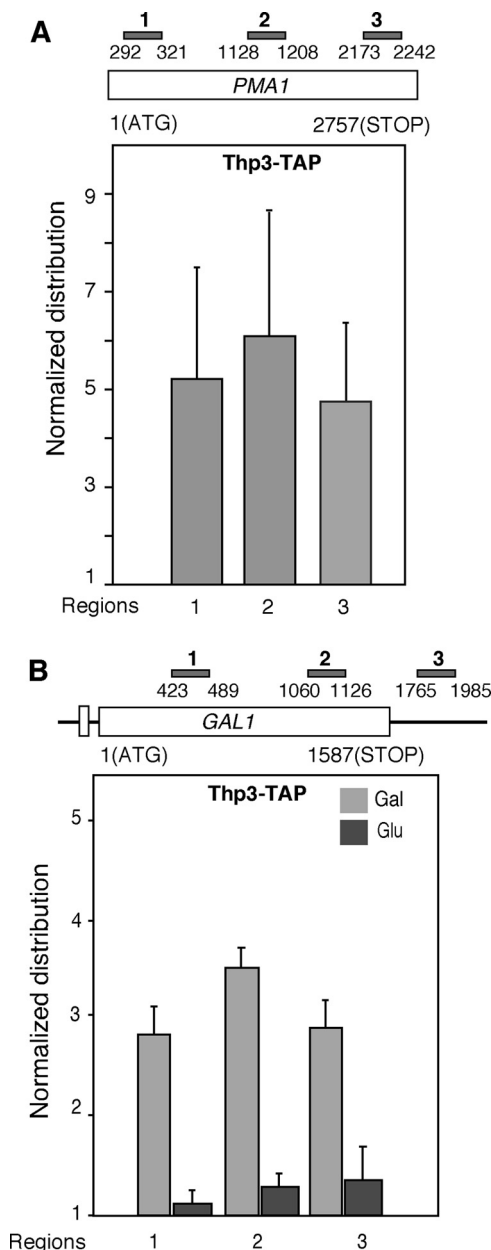 A
1 2 3
292 321 1128 1208 2173 2242
PMA1
1(ATG) 2757(STOP)
Thp3-TAP
Normalized distribution
9
7
5
3
1
Regions 1 2 3
B
1 2 3
423 489 1060 1126 1765 1985
GAL1
1(ATG) 1587(STOP)
Thp3-TAP
Gal
Glu
Normalized distribution
5
4
3
2
1
Regions 1 2 3